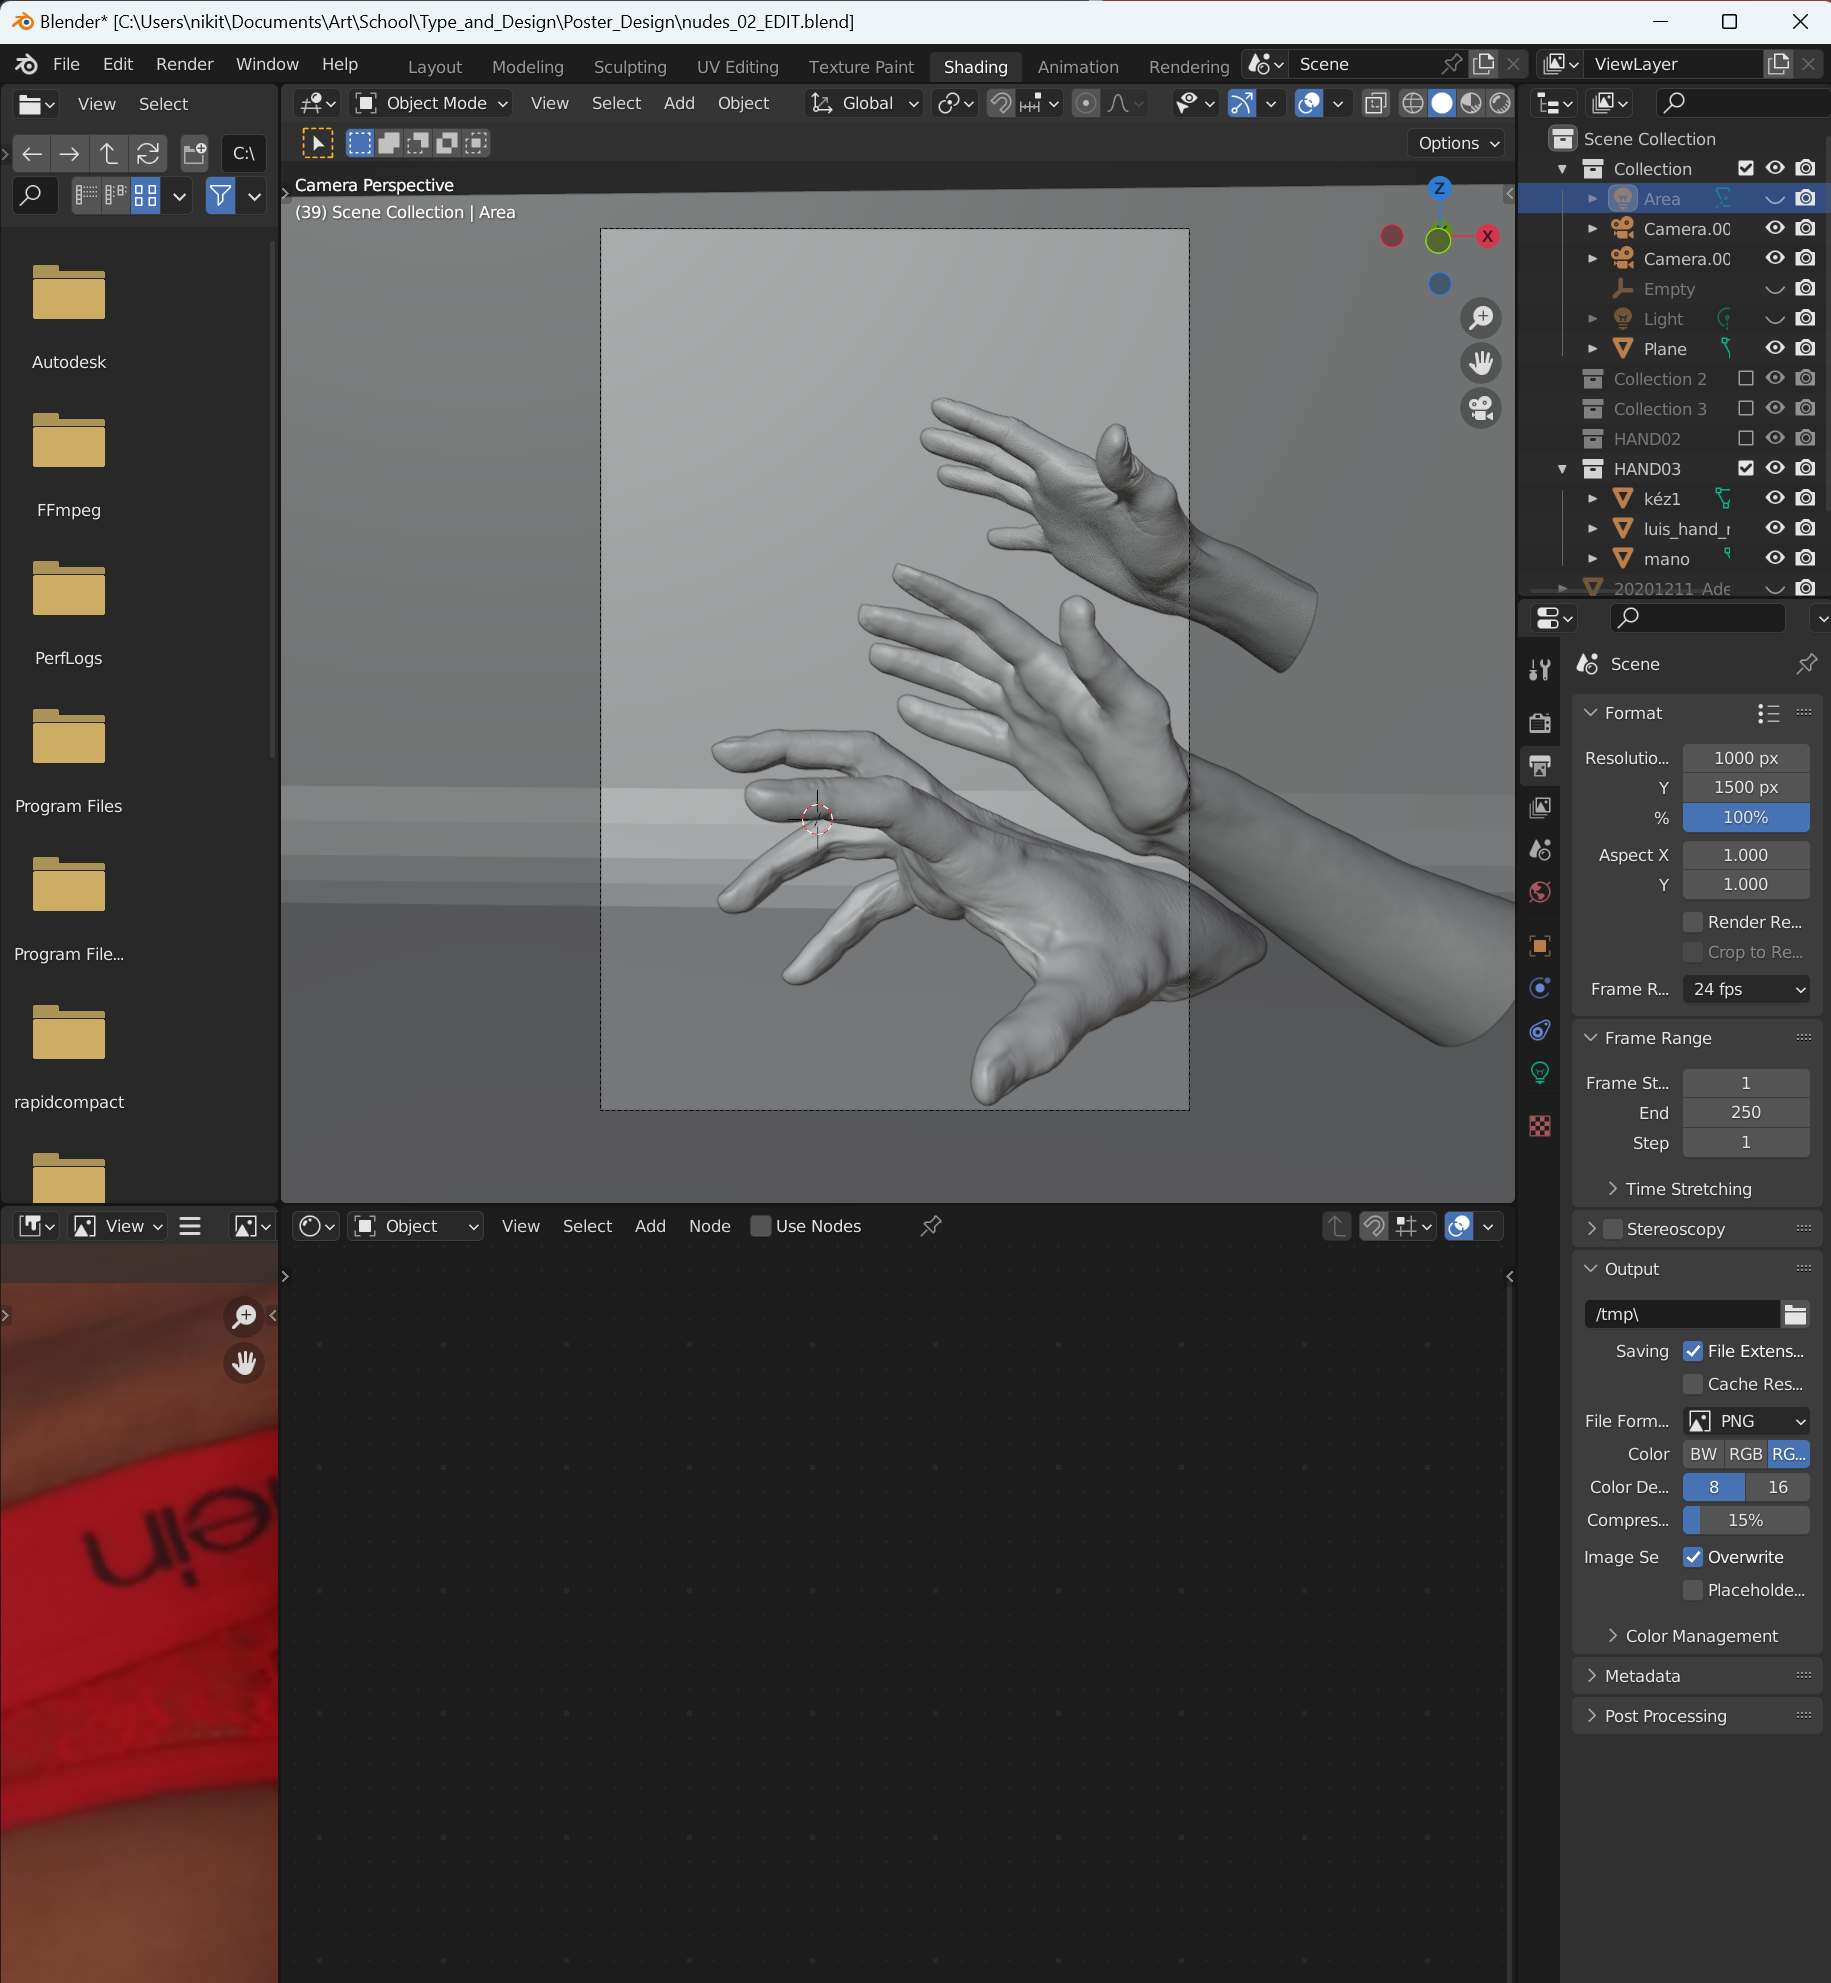 Blender* [C:\Users\nikit\Documents\Art\School\Type_and_Design\Poster_Design\nudes_02_EDIT.blend]
File Edit Render Window Help Layout Modeling Sculpting UV Editing Texture Paint Shading Animation Rendering Scene ViewLayer
View Select
Object Mode View Select Add Object Global
C:\
Options
Camera Perspective
(39) Scene Collection | Area
Z
X
Autodesk
FFmpeg
PerfLogs
Program Files
Program File...
rapidcompact
Scene Collection
Collection
Area
Camera.00
Camera.00
Empty
Light
Plane
Collection 2
Collection 3
HAND02
HAND03
kéz1
luis_hand_r
mano
20201211_Ade
Scene
Format
Resolutio... 1000 px
Y 1500 px
% 100%
Aspect X 1.000
Y 1.000
Render Re...
Crop to Re...
Frame R... 24 fps
Frame Range
Frame St... 1
End 250
Step 1
Time Stretching
Stereoscopy
Output
/tmp\
Saving File Extens...
Cache Res...
File Form... PNG
Color BW RGB RG...
Color De... 8 16
Compres... 15%
Image Se Overwrite
Placeholde...
Color Management
Metadata
Post Processing
View
Object View Select Add Node Use Nodes
ein